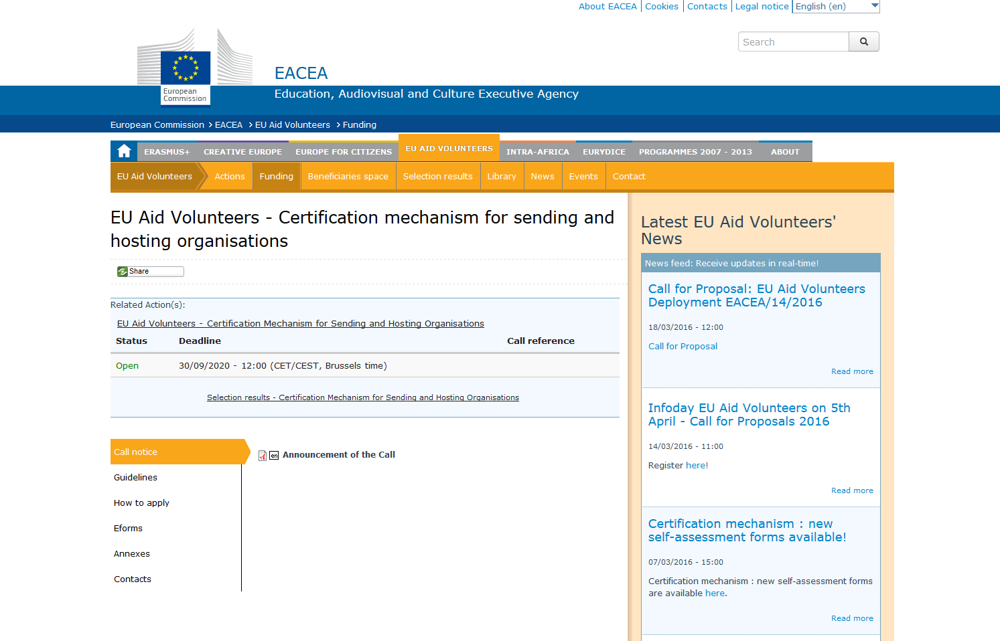 About EACEA
Cookies
Contacts
Legal notice
English (en)
Search
European
Commission
EACEA
Education, Audiovisual and Culture Executive Agency
European Commission > EACEA > EU Aid Volunteers > Funding
ERASMUS+
CREATIVE EUROPE
EUROPE FOR CITIZENS
EU AID VOLUNTEERS
INTRA-AFRICA
EURYDICE
PROGRAMMES 2007 - 2013
ABOUT
EU Aid Volunteers
Actions
Funding
Beneficiaries space
Selection results
Library
News
Events
Contact
EU Aid Volunteers - Certification mechanism for sending and
hosting organisations
Share
Related Action(s):
EU Aid Volunteers - Certification Mechanism for Sending and Hosting Organisations
Status Deadline Call reference
Open 30/09/2020 - 12:00 (CET/CEST, Brussels time)
Selection results - Certification Mechanism for Sending and Hosting Organisations
Call notice
Guidelines
How to apply
Eforms
Annexes
Contacts
en Announcement of the Call
Latest EU Aid Volunteers'
News
News feed: Receive updates in real-time!
Call for Proposal: EU Aid Volunteers
Deployment EACEA/14/2016
18/03/2016 - 12:00
Call for Proposal
Read more
Infoday EU Aid Volunteers on 5th
April - Call for Proposals 2016
14/03/2016 - 11:00
Register here!
Read more
Certification mechanism : new
self-assessment forms available!
07/03/2016 - 15:00
Certification mechanism : new self-assessment forms
are available here.
Read more